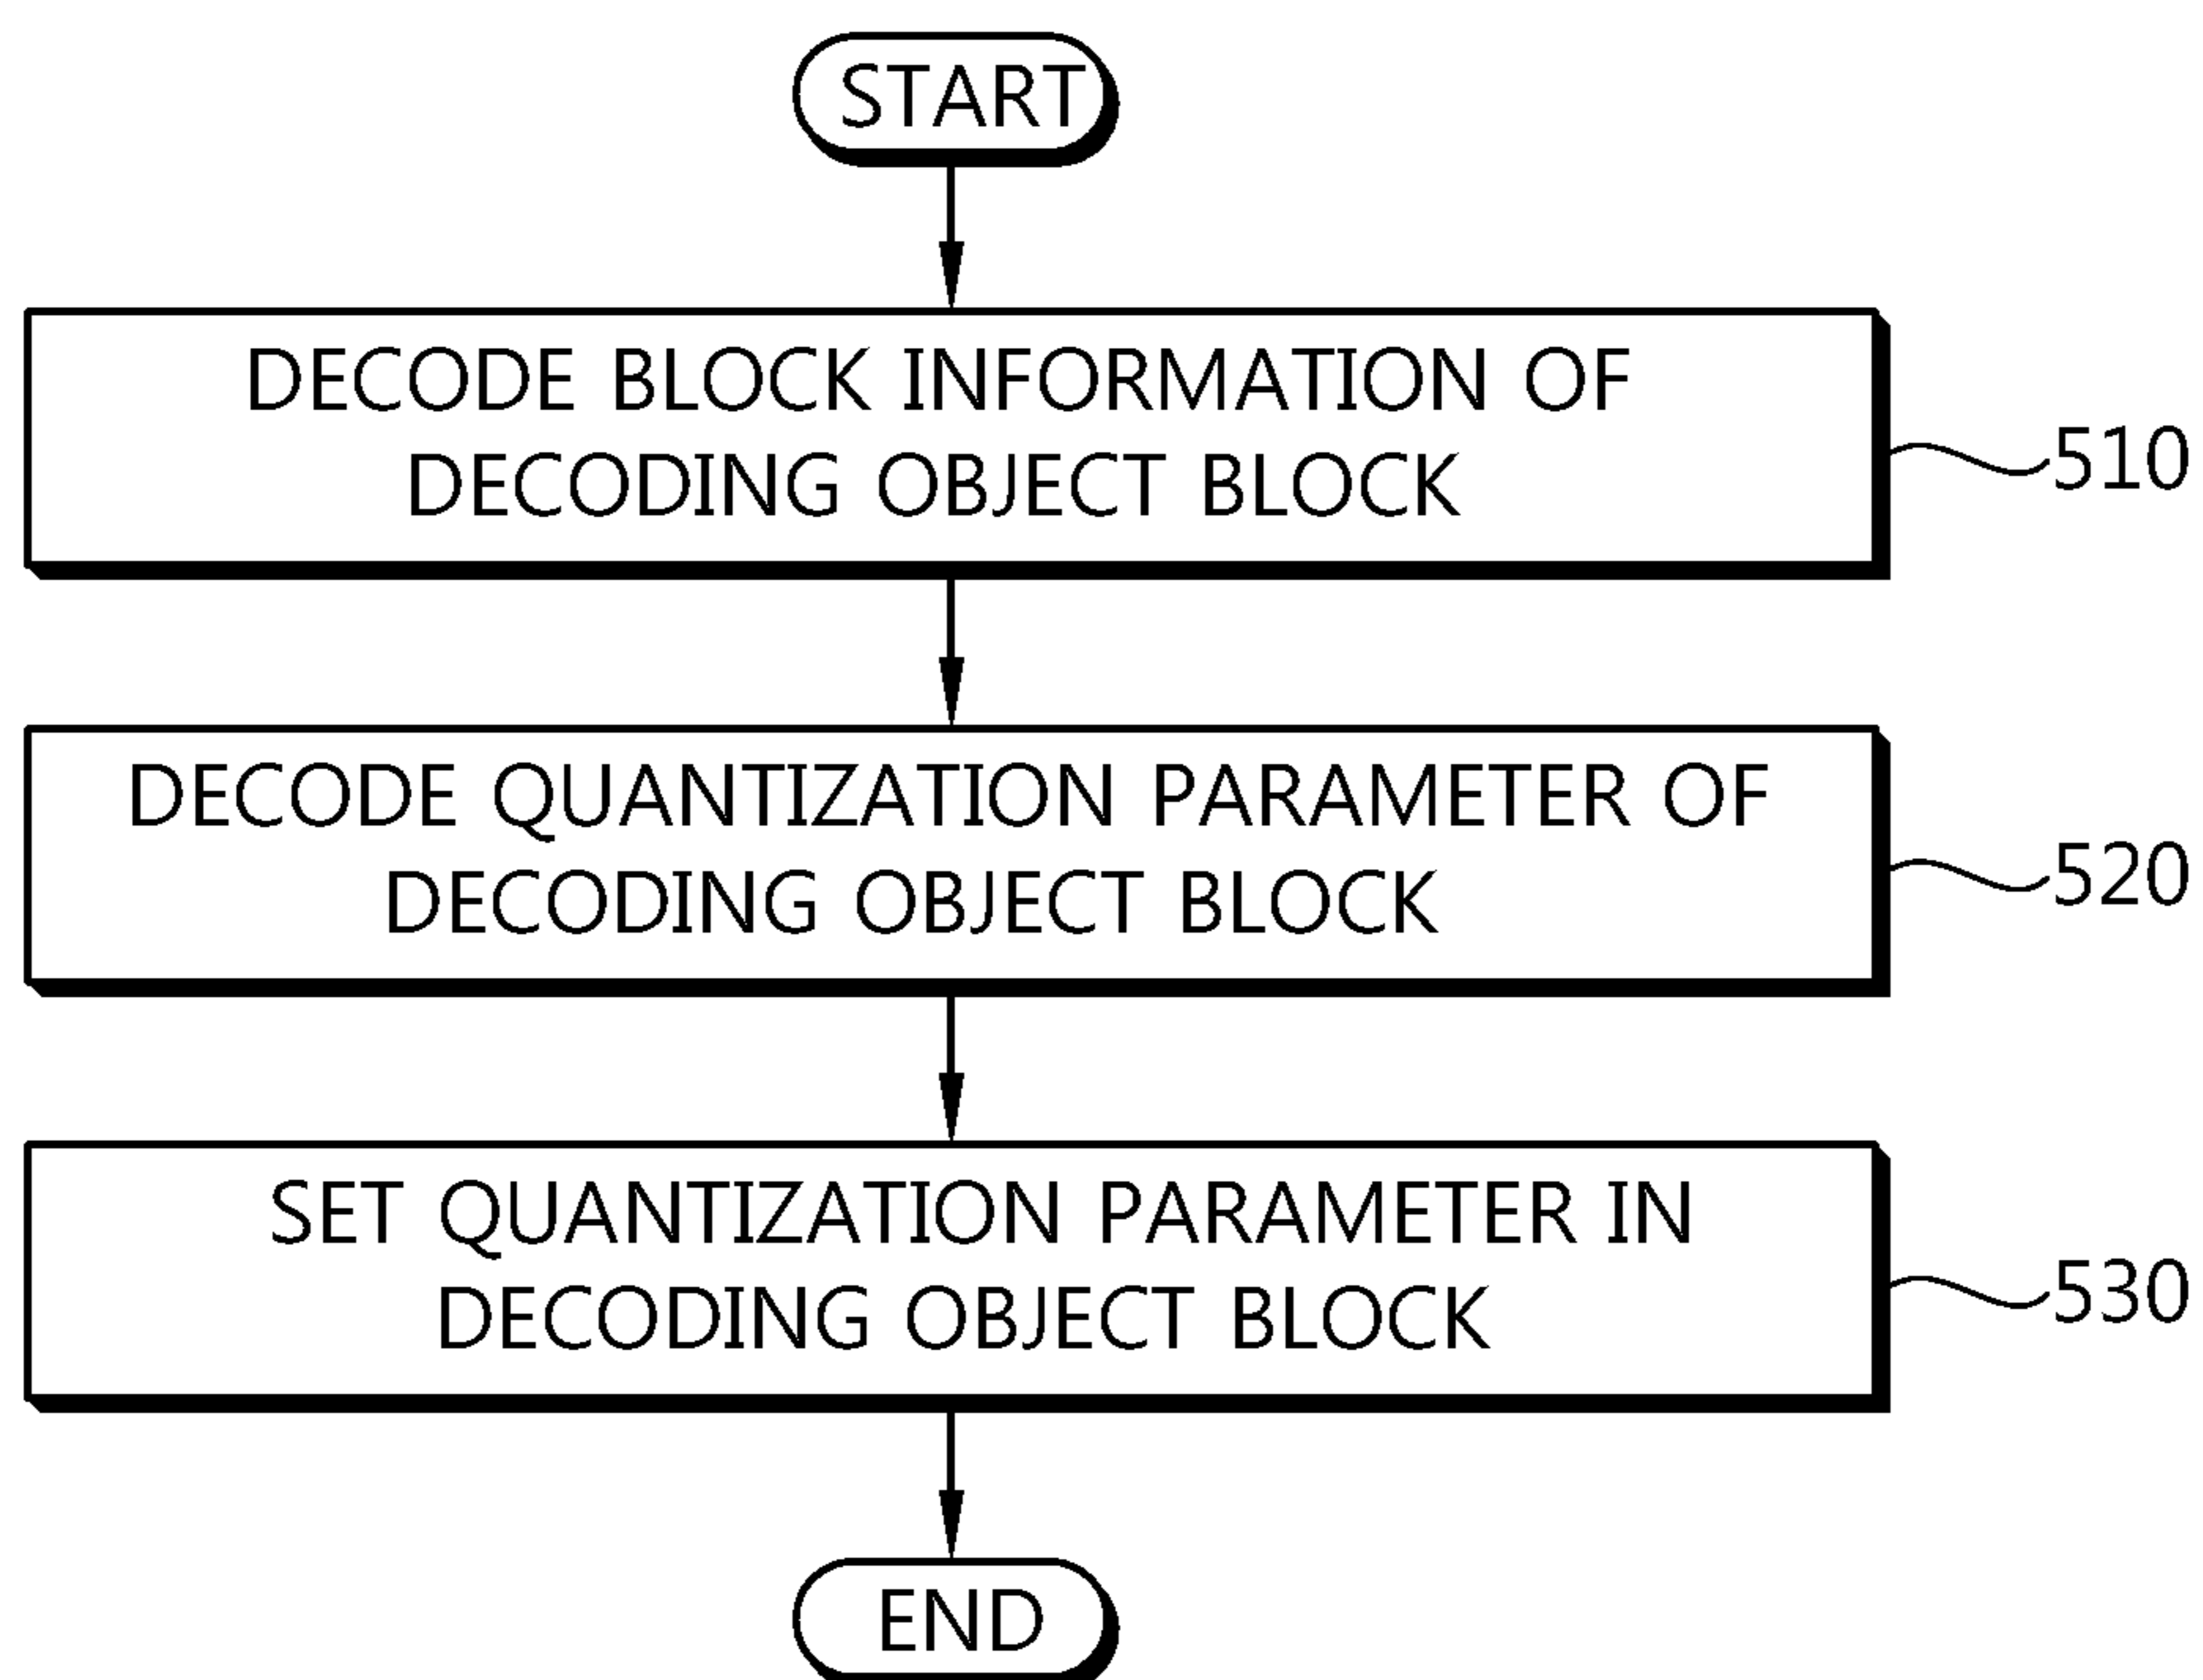 START
DECODE BLOCK INFORMATION OF
DECODING OBJECT BLOCK
510
DECODE QUANTIZATION PARAMETER OF
DECODING OBJECT BLOCK
520
SET QUANTIZATION PARAMETER IN
DECODING OBJECT BLOCK
530
END